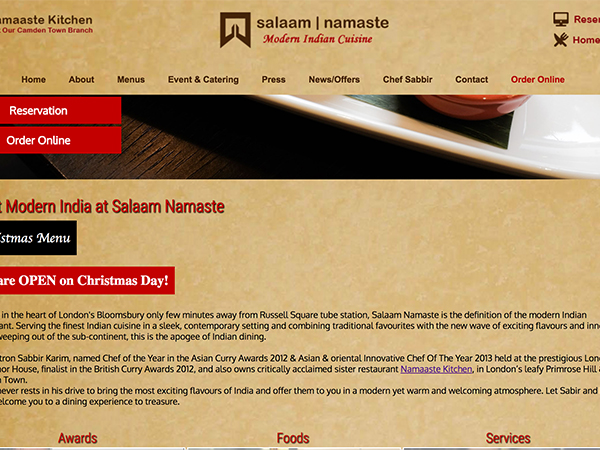 amaaste Kitchen
t Our Camden Town Branch
salaam | namaste
Modern Indian Cuisine
Rese
Home
Home About Menus Event & Catering Press News/Offers Chef Sabbir Contact Order Online
Reservation
Order Online
t Modern India at Salaam Namaste
istmas Menu
are OPEN on Christmas Day!
in the heart of London's Bloomsbury only few minutes away from Russell Square tube station, Salaam Namaste is the definition of the modern Indian
ant. Serving the finest Indian cuisine in a sleek, contemporary setting and combining traditional favourites with the new wave of exciting flavours and inn
weeping out of the sub-continent, this is the apogee of Indian dining.
tron Sabbir Karim, named Chef of the Year in the Asian Curry Awards 2012 & Asian & oriental Innovative Chef Of The Year 2013 held at the prestigious Lon
nor House, finalist in the British Curry Awards 2012, and also owns critically acclaimed sister restaurant Namaaste Kitchen, in London's leafy Primrose Hill a
n Town.
never rests in his drive to bring the most exciting flavours of India and offer them to you in a modern yet warm and welcoming atmosphere. Let Sabir and
elcome you to a dining experience to treasure.
Awards Foods Services